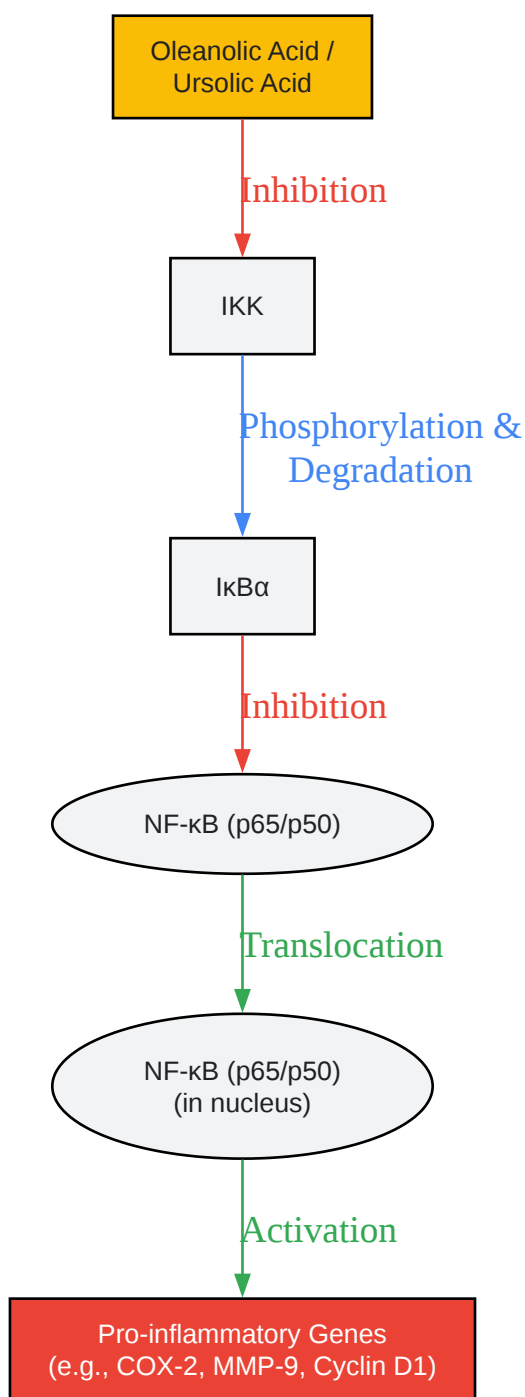 Oleanolic Acid /
Ursolic Acid
Inhibition
IKK
Phosphorylation &
Degradation
IκBα
Inhibition
NF-κB (p65/p50)
Translocation
NF-κB (p65/p50)
(in nucleus)
Activation
Pro-inflammatory Genes
(e.g., COX-2, MMP-9, Cyclin D1)